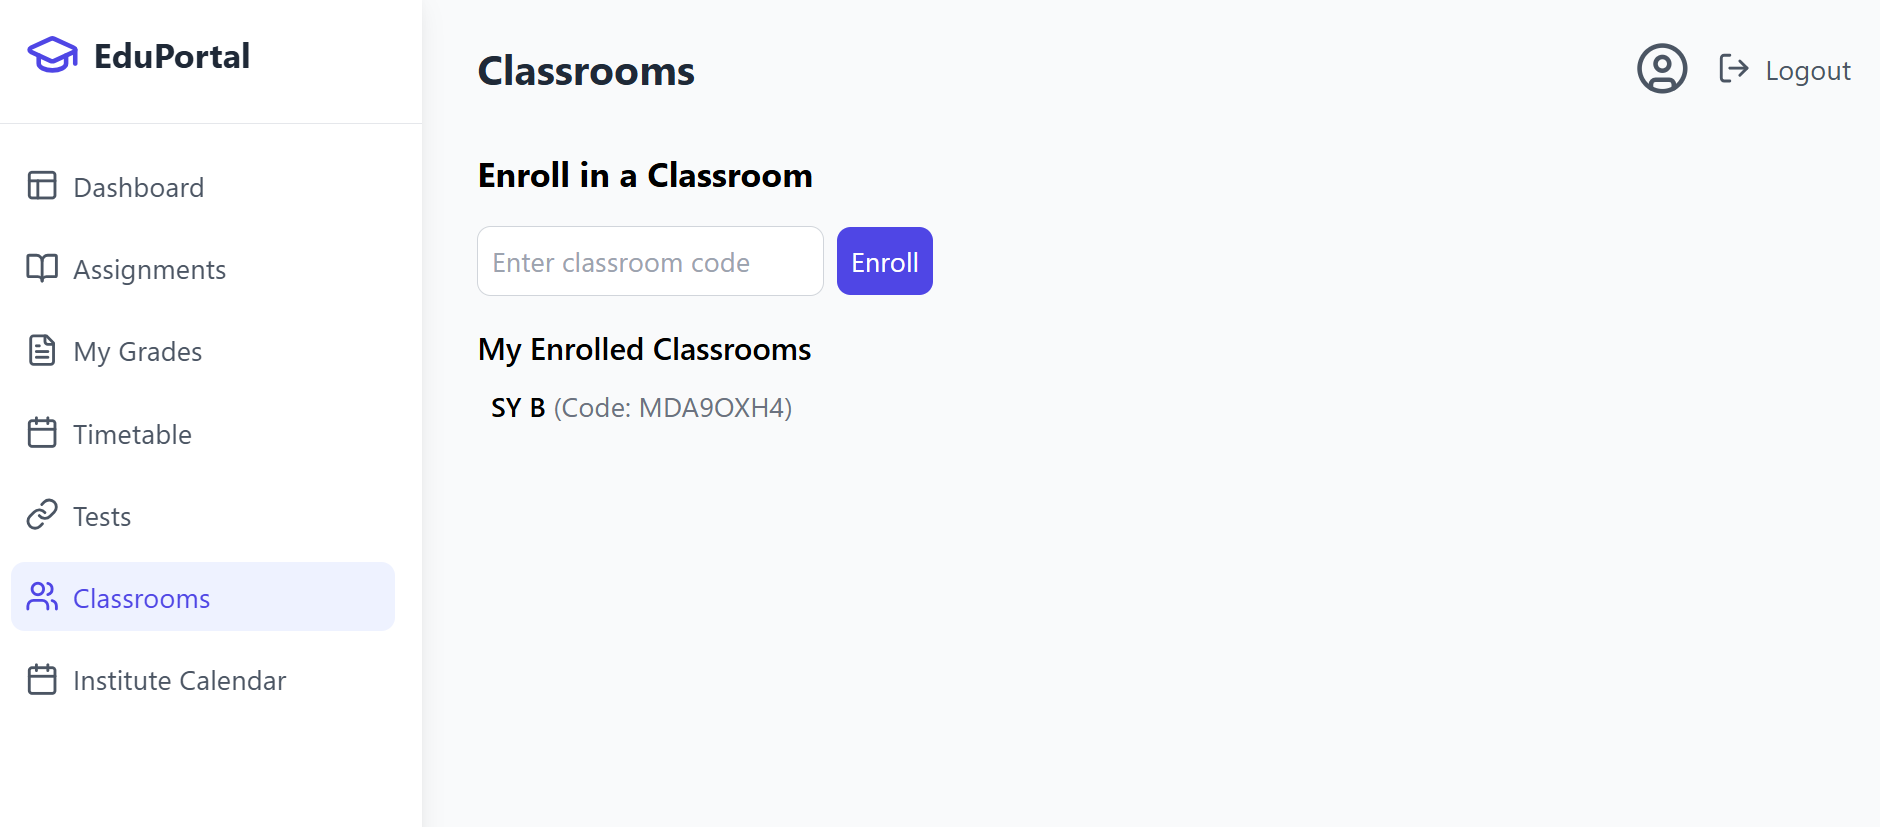 EduPortal
Dashboard
Assignments
My Grades
Timetable
Tests
Classrooms
Institute Calendar
Classrooms
Logout
Enroll in a Classroom
Enter classroom code
Enroll
My Enrolled Classrooms
SY B (Code: MDA9OXH4)